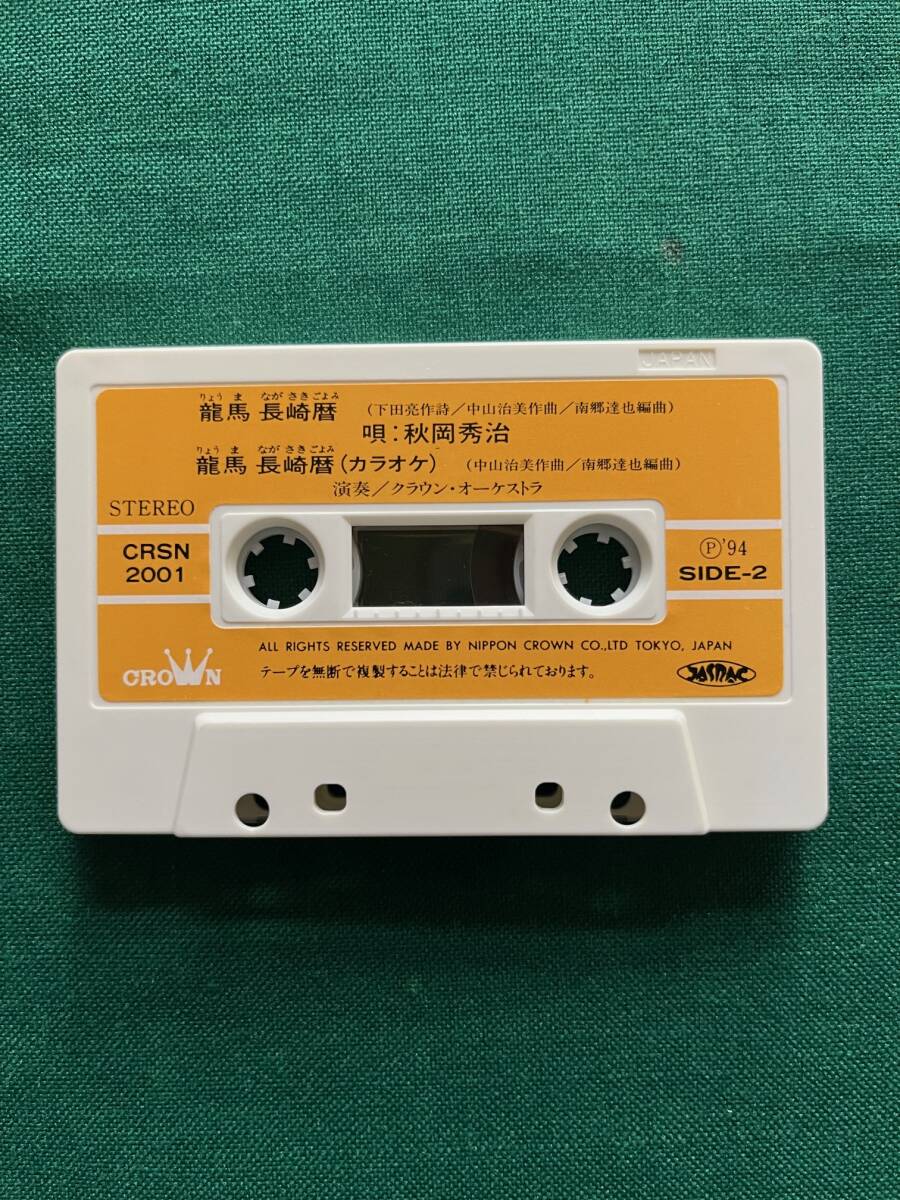 JAPAN
りょう ま なが さき ごよみ
龍馬 長崎暦 (下田亮作詩/中山治美作曲/南郷達也編曲)
唄:秋岡秀治
りょう ま なが さき ごよみ
龍馬 長崎暦(カラオケ) (中山治美作曲/南郷達也編曲)
演奏/クラウン・オーケストラ
STEREO
CRSN
2001
Ⓟ'94
SIDE-2
ALL RIGHTS RESERVED MADE BY NIPPON CROWN CO.,LTD TOKYO, JAPAN
CROWN
テープを無断で複製することは法律で禁じられております。
JASRAC